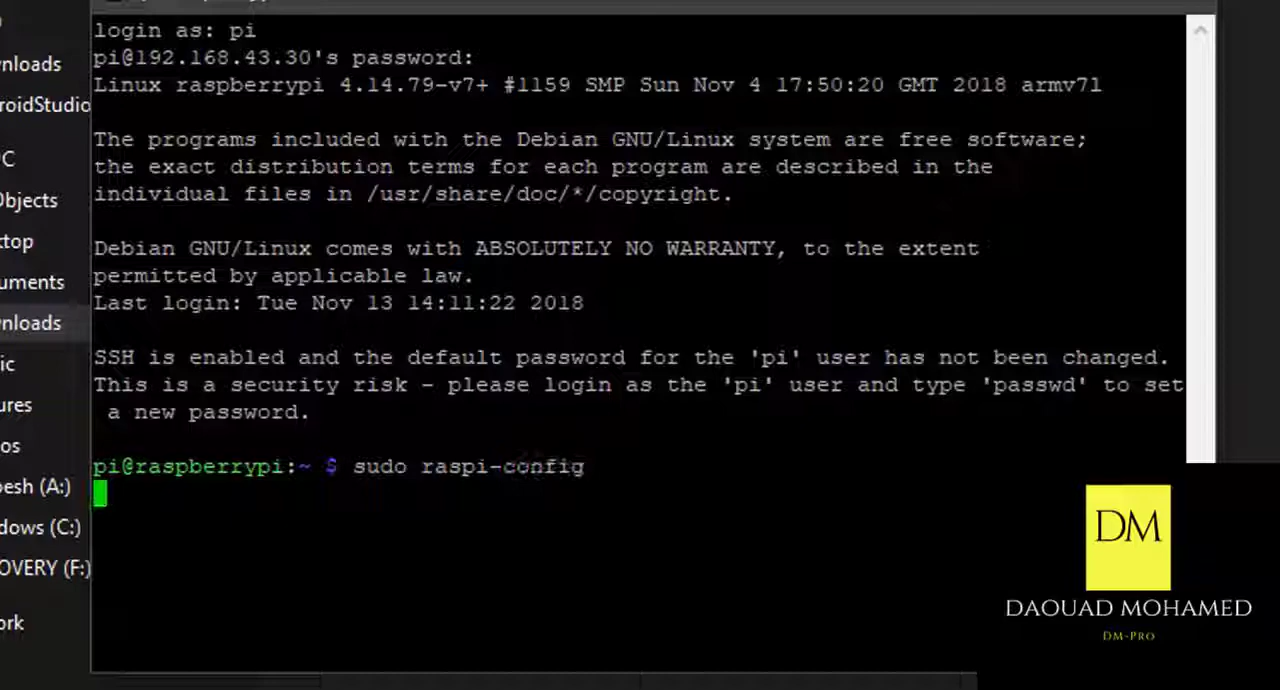 login as: pi
pi@192.168.43.30's password:
Linux raspberrypi 4.14.79-v7+ #1159 SMP Sun Nov 4 17:50:20 GMT 2018 armv7l
The programs included with the Debian GNU/Linux system are free software;
the exact distribution terms for each program are described in the
individual files in /usr/share/doc/*/copyright.
Debian GNU/Linux comes with ABSOLUTELY NO WARRANTY, to the extent
permitted by applicable law.
Last login: Tue Nov 13 14:11:22 2018
SSH is enabled and the default password for the 'pi' user has not been changed.
This is a security risk - please login as the 'pi' user and type 'passwd' to set
a new password.
pi@raspberrypi:~ $ sudo raspi-config
wnloads
roidStudio
C
Objects
ktop
uments
wnloads
ic
ures
os
esh (A:)
dows (C:)
OVERY (F:)
ork
DM
DAOUAD MOHAMED
DM-PRO